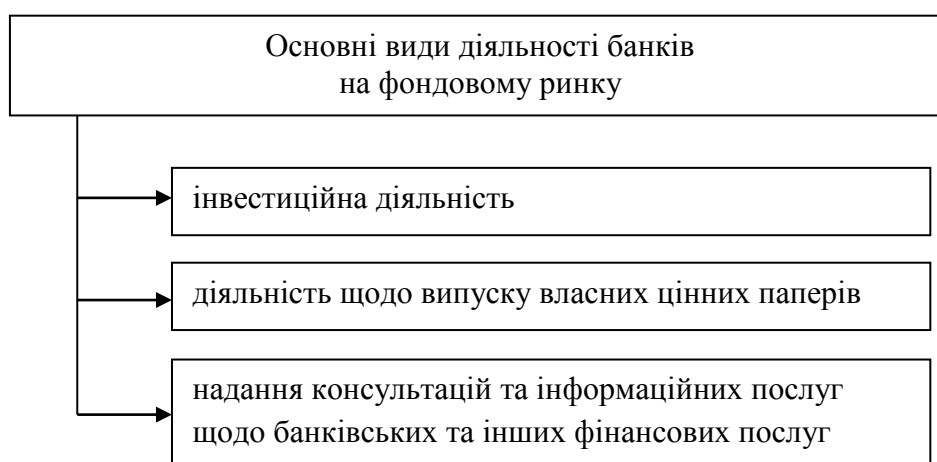 Основні види діяльності банків
на фондовому ринку
інвестиційна діяльність
діяльність щодо випуску власних цінних паперів
надання консультацій та інформаційних послуг
щодо банківських та інших фінансових послуг